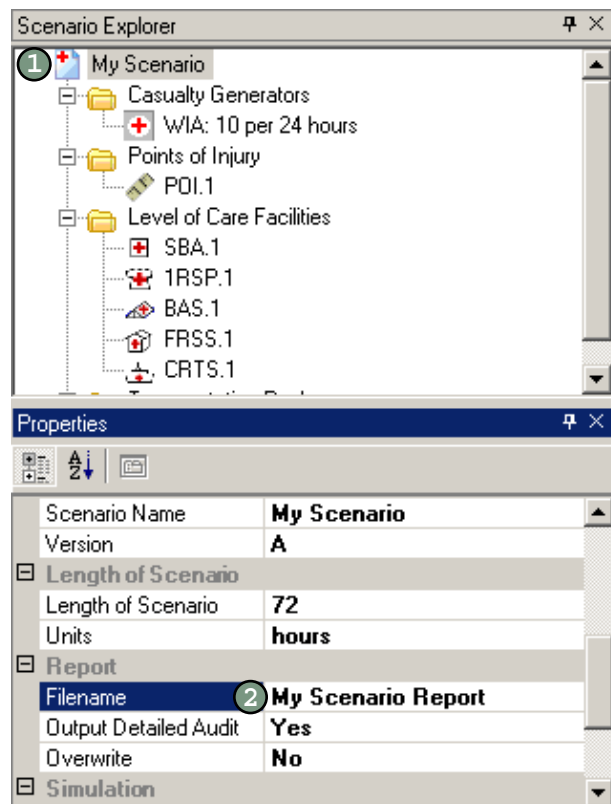 Scenario Explorer
1 My Scenario
Casualty Generators
WIA: 10 per 24 hours
Points of Injury
POI.1
Level of Care Facilities
SBA.1
1RSP.1
BAS.1
FRSS.1
CRTS.1
Properties
A Z
Scenario Name My Scenario
Version A
Length of Scenario
Length of Scenario 72
Units hours
Report
Filename 2 My Scenario Report
Output Detailed Audit Yes
Overwrite No
Simulation